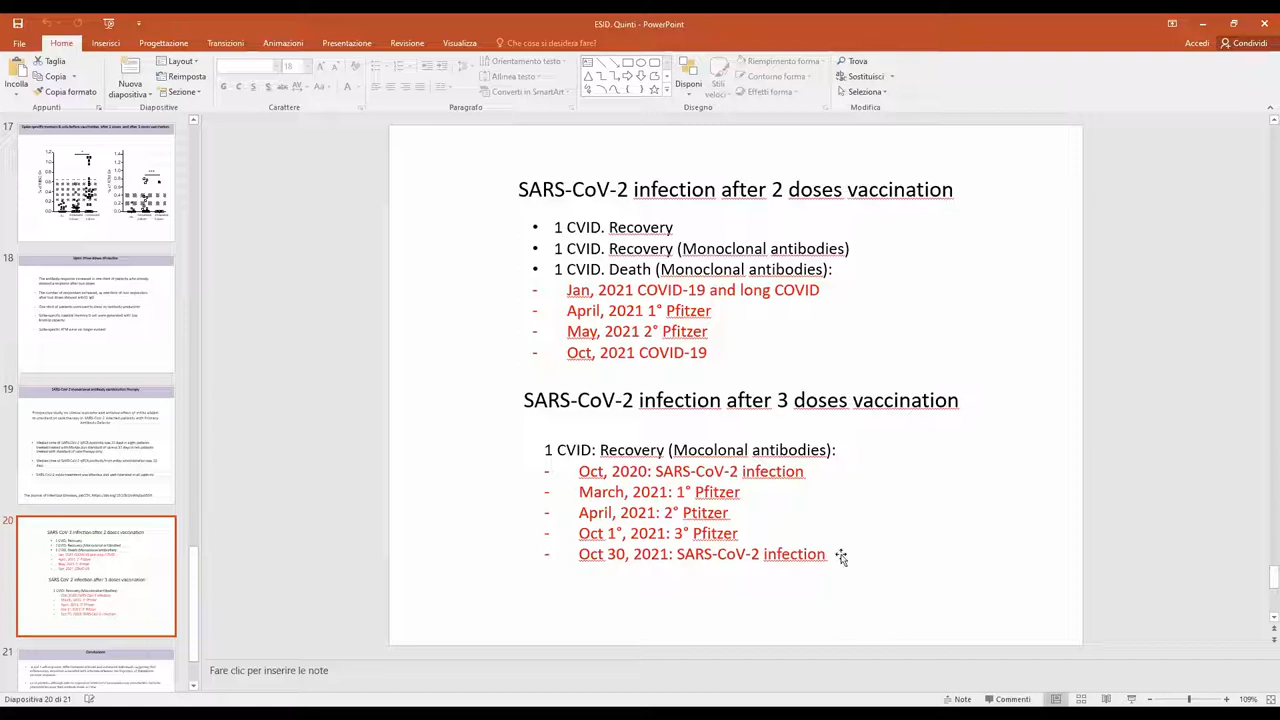 ESID. Quinti - PowerPoint
File Home Inserisci Progettazione Transizioni Animazioni Presentazione Revisione Visualizza Che cosa si desidera fare? Accedi Condividi
Incolla
Taglia
Copia
Copia formato
Appunti
Nuova diapositiva
Layout
Reimposta
Sezione
Diapositive
18
Carattere
Paragrafo
Orientamento testo
Allinea testo
Converti in SmartArt
Disponi
Stili veloci
Riempimento forma
Contorno forma
Effetti forma
Disegno
Trova
Sostituisci
Seleziona
Modifica
17
18
19
20
21
SARS-CoV-2 infection after 2 doses vaccination
• 1 CVID. Recovery
• 1 CVID. Recovery (Monoclonal antibodies)
• 1 CVID. Death (Monoclonal antibodies):
- Jan, 2021 COVID-19 and long COVID
- April, 2021 1° Pfitzer
- May, 2021 2° Pfitzer
- Oct, 2021 COVID-19
SARS-CoV-2 infection after 3 doses vaccination
1 CVID: Recovery (Mocolonal antibodies):
- Oct, 2020: SARS-CoV-2 infection
- March, 2021: 1° Pfitzer
- April, 2021: 2° Ptitzer
- Oct 1°, 2021: 3° Pfitzer
- Oct 30, 2021: SARS-CoV-2 infection
Fare clic per inserire le note
Diapositiva 20 di 21 Note Commenti 109%